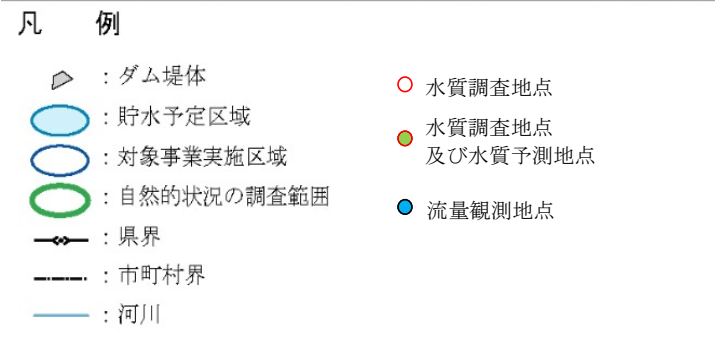 凡 例
：ダム堤体
：貯水予定区域
：対象事業実施区域
：自然的状況の調査範囲
：県界
：市町村界
：河川
水質調査地点
水質調査地点
及び水質予測地点
流量観測地点